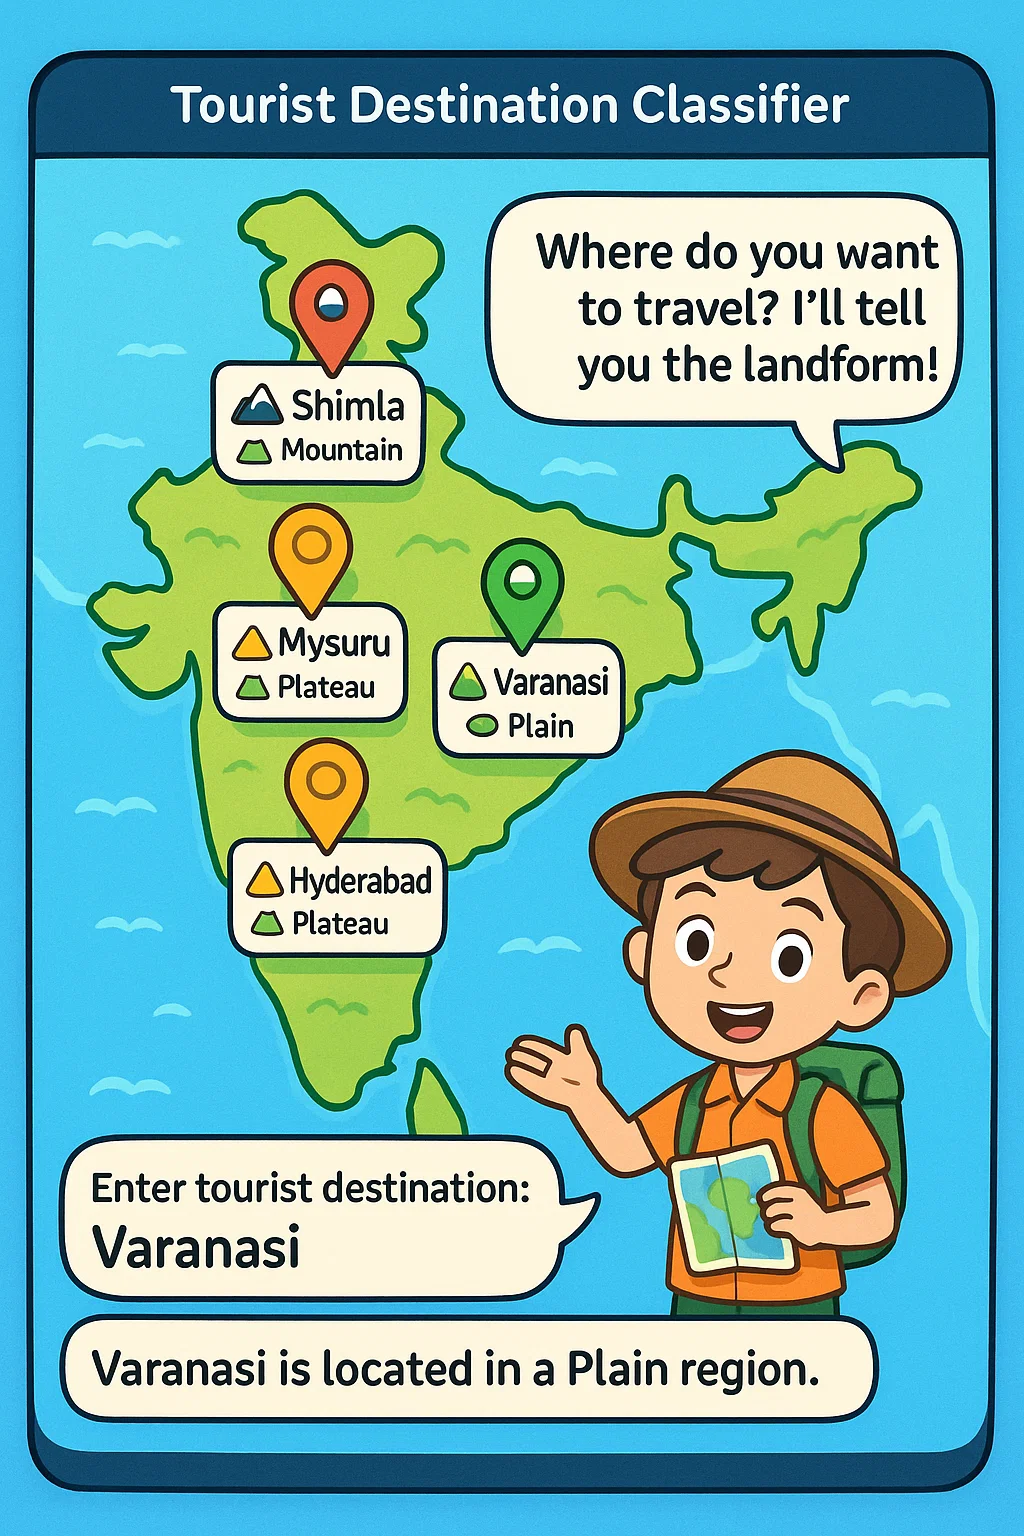 Tourist Destination Classifier
Where do you want
to travel? I'll tell
you the landform!
Shimla
Mountain
Mysuru
Plateau
Varanasi
Plain
Hyderabad
Plateau
Enter tourist destination:
Varanasi
Varanasi is located in a Plain region.